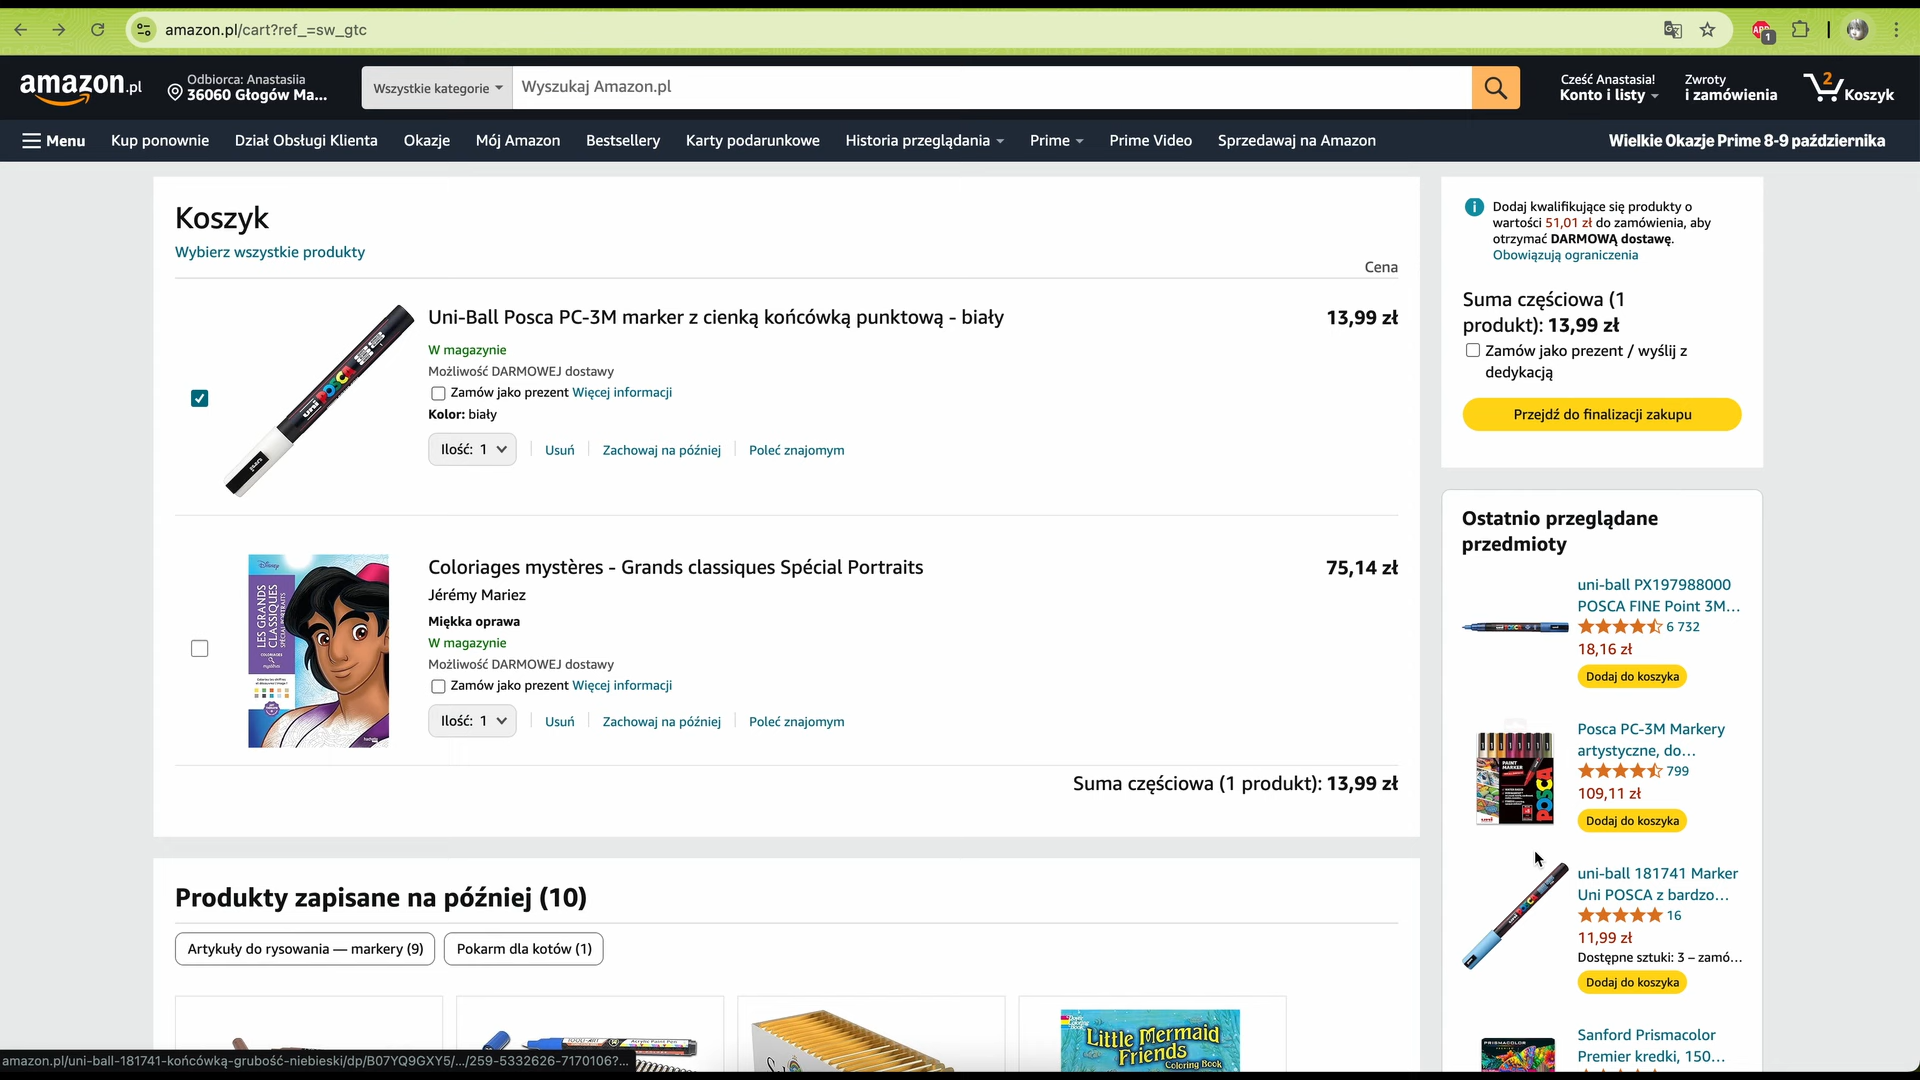 amazon.pl/cart?ref_=sw_gtc
1
amazon.pl
Odbiorca: Anastasiia
36060 Głogów Ma...
Wszystkie kategorie
Wyszukaj Amazon.pl
Cześć Anastasia!
Konto i listy
Zwroty
i zamówienia
2
Koszyk
Menu
Kup ponownie
Dział Obsługi Klienta
Okazje
Mój Amazon
Bestsellery
Karty podarunkowe
Historia przeglądania
Prime
Prime Video
Sprzedawaj na Amazon
Wielkie Okazje Prime 8-9 października
Koszyk
Wybierz wszystkie produkty
Cena
Uni-Ball Posca PC-3M marker z cienką końcówką punktową - biały
13,99 zł
W magazynie
Możliwość DARMOWEJ dostawy
Zamów jako prezent Więcej informacji
Kolor: biały
Ilość: 1
Usuń
Zachowaj na później
Poleć znajomym
uni POSCA
Coloriages mystères - Grands classiques Spécial Portraits
75,14 zł
Jérémy Mariez
Miękka oprawa
W magazynie
Możliwość DARMOWEJ dostawy
Zamów jako prezent Więcej informacji
Ilość: 1
Usuń
Zachowaj na później
Poleć znajomym
Disney
LES GRANDS
CLASSIQUES
SPÉCIAL PORTRAITS
Suma częściowa (1 produkt): 13,99 zł
Produkty zapisane na później (10)
Artykuły do rysowania — markery (9)
Pokarm dla kotów (1)
Little Mermaid
Friends
Coloring Book
amazon.pl/uni-ball-181741-końcówką-grubość-niebieski/dp/B07YQ9GXY5/.../259-5332626-7170106?...
Dodaj kwalifikujące się produkty o
wartości 51,01 zł do zamówienia, aby
otrzymać DARMOWĄ dostawę.
Obowiązują ograniczenia
Suma częściowa (1
produkt): 13,99 zł
Zamów jako prezent / wyślij z
dedykacją
Przejdź do finalizacji zakupu
Ostatnio przeglądane
przedmioty
uni-ball PX197988000
POSCA FINE Point 3M...
6 732
18,16 zł
Dodaj do koszyka
Posca PC-3M Markery
artystyczne, do...
799
109,11 zł
Dodaj do koszyka
POSCA
uni-ball 181741 Marker
Uni POSCA z bardzo...
16
11,99 zł
Dostępne sztuki: 3 – zamó...
Dodaj do koszyka
Sanford Prismacolor
Premier kredki, 150...